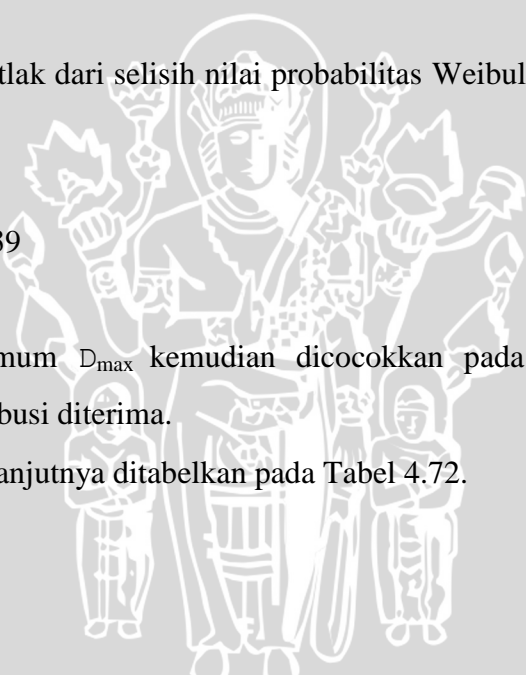 tlak dari selisih nilai probabilitas Weibul
39
mum Dmax kemudian dicocokkan pada
busi diterima.
anjutnya ditabelkan pada Tabel 4.72.